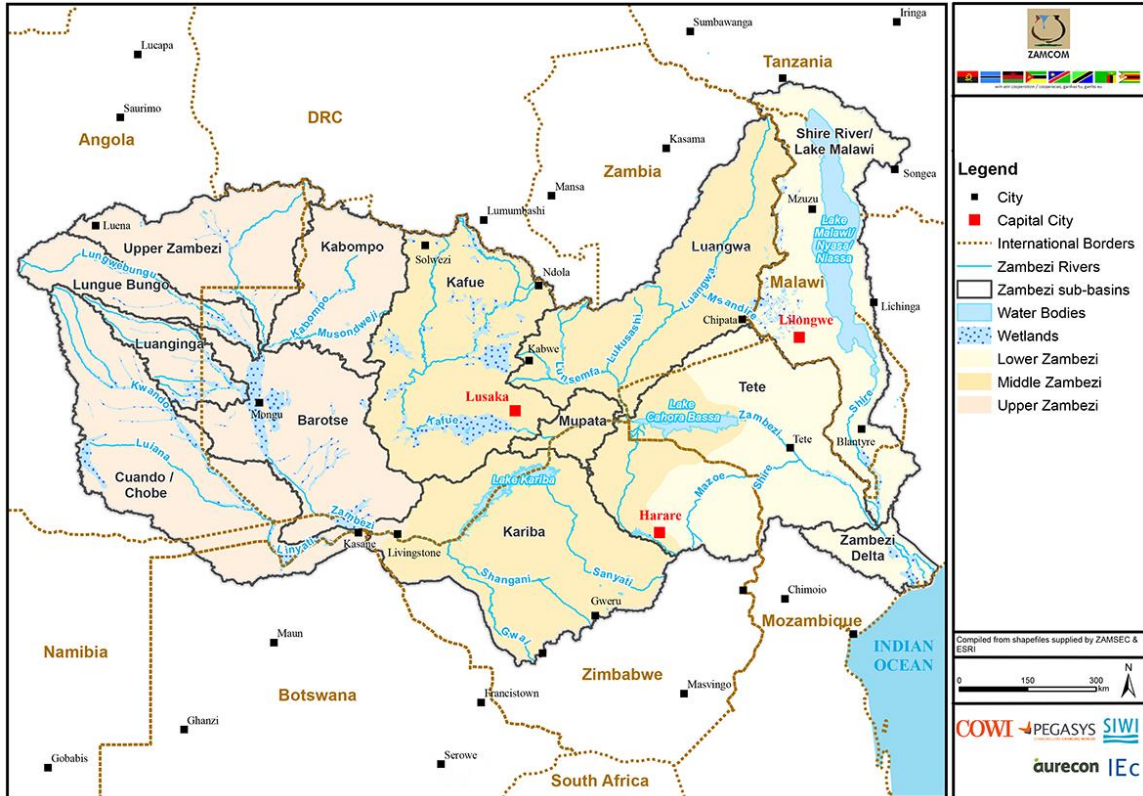 Iringa
Sumbawanga
Lucapa
Tanzania
Saurimo
DRC
Angola
Shire River/
Lake Malawi
Kasama
Songea
Zambia
Mansa
Mzuzu
Lumumbashi
Luena
Upper Zambezi
Kabompo
Lake
Malawi/
Nyasa/
Niassa
Luangwa
Solwezi
Lungwebungu
Lungue Bungo
Kafue
Ndola
Luangwa
Malawi
Kabompo
Musondweji
Msandire
Lichinga
Chipata
Lilongwe
Lukusashi
Luanginga
Kabwe
Lunsemfa
Kwando
Tete
Mongu
Lusaka
Lake
Cahora Bassa
Shire
Barotse
Kafue
Mupata
Zambezi
Blantyre
Luiana
Tete
Cuando /
Chobe
Lake Kariba
Mazoe
Shire
Zambezi
Harare
Kariba
Linyati
Kasane
Livingstone
Zambezi
Delta
Shangani
Sanyati
Chimoio
Gweru
Mozambique
Gwai
Maun
Namibia
INDIAN
OCEAN
Zimbabwe
Botswana
Francistown
Masvingo
Ghanzi
Serowe
Gobabis
South Africa
ZAMCOM
Legend
City
Capital City
International Borders
Zambezi Rivers
Zambezi sub-basins
Water Bodies
Wetlands
Lower Zambezi
Middle Zambezi
Upper Zambezi
Compiled from shapefiles supplied by ZAMSEC &
ESRI
N
0 150 300
km
COWI PEGASYS SIWI
aurecon IEc